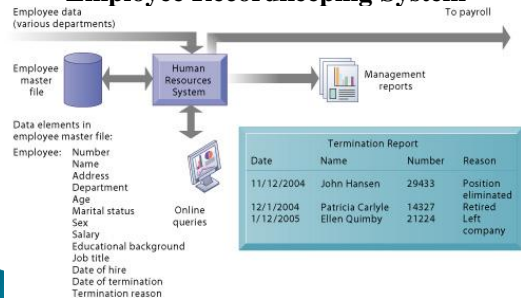 Employee Recordkeeping System
Employee data
(various departments)
To payroll
Employee
master
file
Human
Resources
System
Management
reports
Data elements in
employee master file:
Employee: Number
Name
Address
Department
Age
Marital status
Sex
Salary
Educational background
Job title
Date of hire
Date of termination
Termination reason
Online
queries
Termination Report
Date Name Number Reason
11/12/2004 John Hansen 29433 Position
eliminated
12/1/2004 Patricia Carlyle 14327 Retired
1/12/2005 Ellen Quimby 21224 Left
company